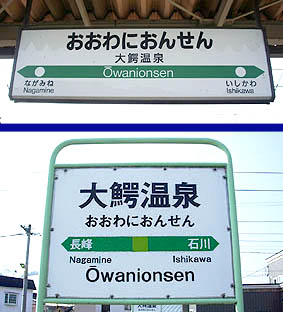 おおわにおんせん
大鰐温泉
Ōwanionsen
ながみね いしかわ
Nagamine Ishikawa
大鰐温泉
おおわにおんせん
長峰 石川
Nagamine Ishikawa
Ōwanionsen